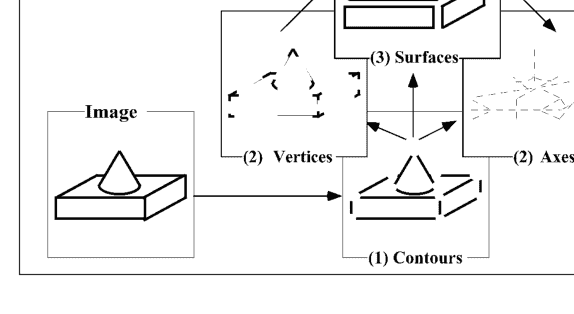 (3) Surfaces
Image
(2) Vertices
(2) Axes
(1) Contours